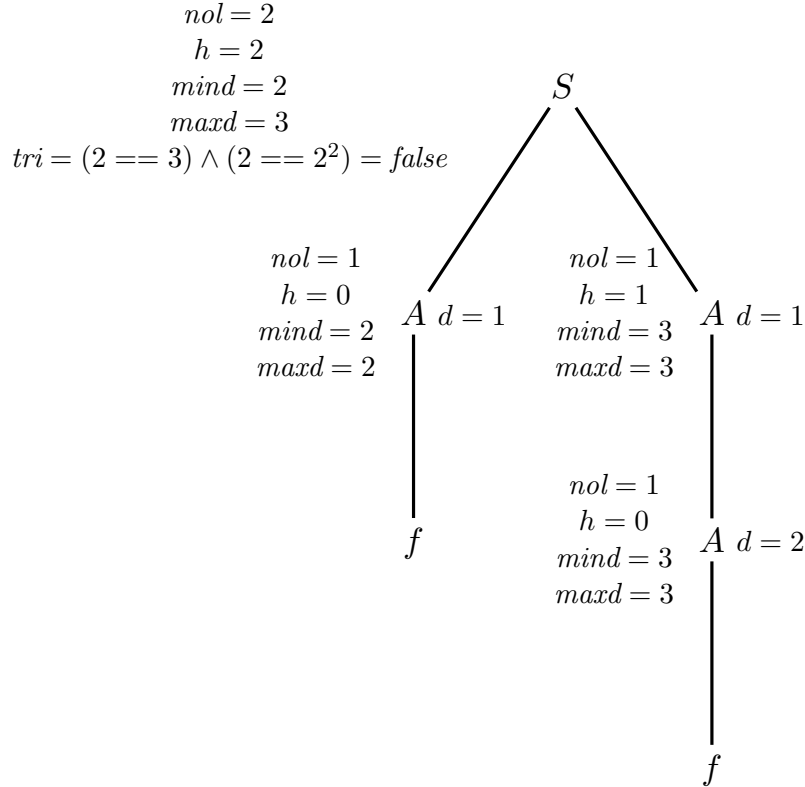 nol = 2
h = 2
mind = 2
maxd = 3
tri = (2 == 3) ∧ (2 == 2²) = false
S
nol = 1
h = 0
mind = 2
maxd = 2
A d = 1
nol = 1
h = 1
mind = 3
maxd = 3
A d = 1
f
nol = 1
h = 0
mind = 3
maxd = 3
A d = 2
f